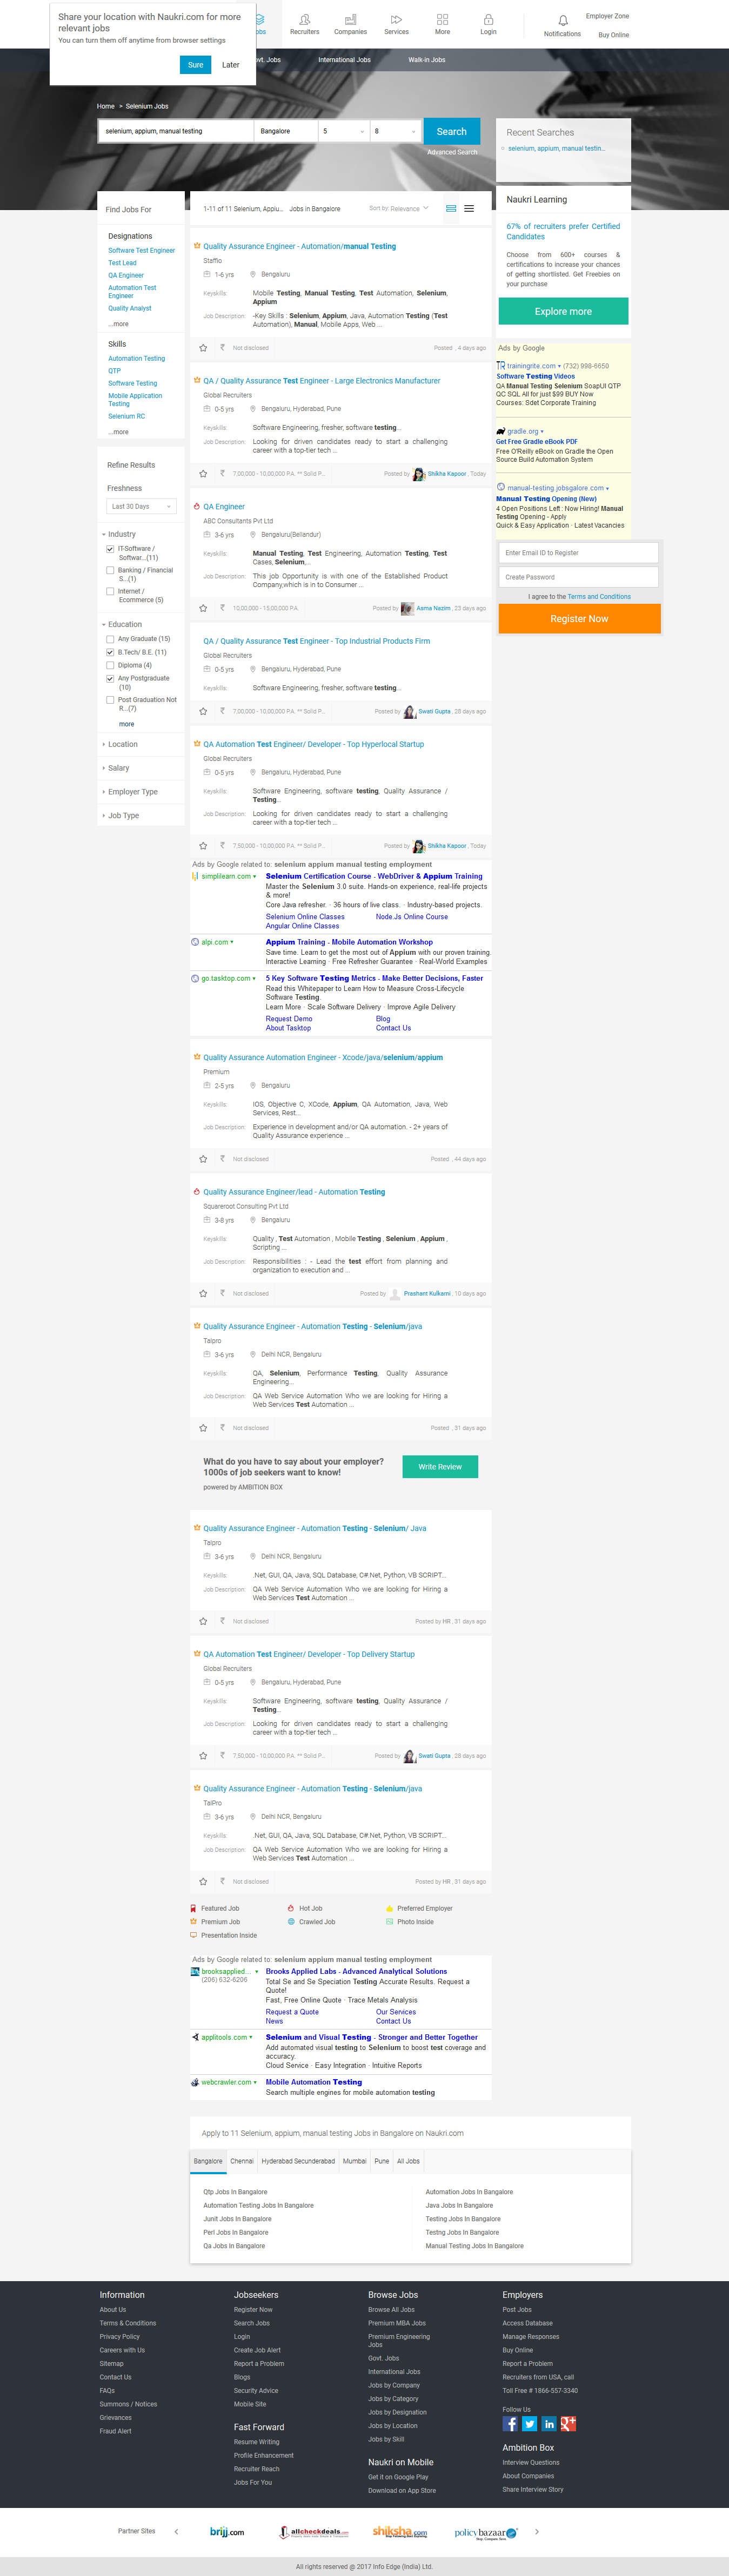 Share your location with Naukri.com for more
relevant jobs
You can turn them off anytime from browser settings
Sure
Later
Recruiters
Companies
Services
More
Login
Notifications
Employer Zone
Buy Online
International Jobs
Walk-in Jobs
Home > Selenium Jobs
selenium, appium, manual testing
Bangalore
5
8
Search
Advanced Search
Recent Searches
selenium, appium, manual testin...
Find Jobs For
Designations
Software Test Engineer
Test Lead
QA Engineer
Automation Test
Engineer
Quality Analyst
...more
Skills
Automation Testing
QTP
Software Testing
Mobile Application
Testing
Selenium RC
...more
Refine Results
Freshness
Last 30 Days
Industry
IT-Software /
Softwar...(11)
Banking / Financial
S...(1)
Internet /
Ecommerce (5)
Education
Any Graduate (15)
B.Tech/ B.E. (11)
Diploma (4)
Any Postgraduate
(10)
Post Graduation Not
R...(7)
more
Location
Salary
Employer Type
Job Type
1-11 of 11 Selenium, Appiu... Jobs in Bangalore
Sort by: Relevance
Quality Assurance Engineer - Automation/manual Testing
Staffio
1-6 yrs Bengaluru
Keyskills: Mobile Testing, Manual Testing, Test Automation, Selenium,
Appium
Job Description: -Key Skills : Selenium, Appium, Java, Automation Testing (Test
Automation), Manual, Mobile Apps, Web ...
Not disclosed
Posted , 4 days ago
QA / Quality Assurance Test Engineer - Large Electronics Manufacturer
Global Recruiters
0-5 yrs Bengaluru, Hyderabad, Pune
Keyskills: Software Engineering, fresher, software testing...
Job Description: Looking for driven candidates ready to start a challenging
career with a top-tier tech ...
7,00,000 - 10,00,000 P.A. ** Solid P...
Posted by Shikha Kapoor , Today
QA Engineer
ABC Consultants Pvt Ltd
3-6 yrs Bengaluru(Bellandur)
Keyskills: Manual Testing, Test Engineering, Automation Testing, Test
Cases, Selenium,...
Job Description: This job Opportunity is with one of the Established Product
Company,which is in to Consumer ...
10,00,000 - 15,00,000 P.A.
Posted by Asma Nazim , 23 days ago
QA / Quality Assurance Test Engineer - Top Industrial Products Firm
Global Recruiters
0-5 yrs Bengaluru, Hyderabad, Pune
Keyskills: Software Engineering, fresher, software testing...
7,00,000 - 10,00,000 P.A. ** Solid P...
Posted by Swati Gupta , 28 days ago
QA Automation Test Engineer/ Developer - Top Hyperlocal Startup
Global Recruiters
0-5 yrs Bengaluru, Hyderabad, Pune
Keyskills: Software Engineering, software testing, Quality Assurance /
Testing...
Job Description: Looking for driven candidates ready to start a challenging
career with a top-tier tech ...
7,50,000 - 10,00,000 P.A. ** Solid P...
Posted by Shikha Kapoor , Today
Ads by Google related to: selenium appium manual testing employment
simplilearn.com
Selenium Certification Course - WebDriver & Appium Training
Master the Selenium 3.0 suite. Hands-on experience, real-life projects
& more!
Core Java refresher. · 36 hours of live class. · Industry-based projects.
Selenium Online Classes Node.Js Online Course
Angular Online Classes
alpi.com
Appium Training - Mobile Automation Workshop
Save time. Learn to get the most out of Appium with our proven training.
Interactive Learning · Free Refresher Guarantee · Real-World Examples
go.tasktop.com
5 Key Software Testing Metrics - Make Better Decisions, Faster
Read this Whitepaper to Learn How to Measure Cross-Lifecycle
Software Testing.
Learn More · Scale Software Delivery · Improve Agile Delivery
Request Demo Blog
About Tasktop Contact Us
Quality Assurance Automation Engineer - Xcode/java/selenium/appium
Premium
2-5 yrs Bengaluru
Keyskills: IOS, Objective C, XCode, Appium, QA Automation, Java, Web
Services, Rest...
Job Description: Experience in development and/or QA automation. - 2+ years of
Quality Assurance experience ...
Not disclosed
Posted , 44 days ago
Quality Assurance Engineer/lead - Automation Testing
Squareroot Consulting Pvt Ltd
3-8 yrs Bengaluru
Keyskills: Quality , Test Automation , Mobile Testing , Selenium , Appium ,
Scripting ...
Job Description: Responsibilities : - Lead the test effort from planning and
organization to execution and ...
Not disclosed
Posted by Prashant Kulkarni , 10 days ago
Quality Assurance Engineer - Automation Testing - Selenium/java
Talpro
3-6 yrs Delhi NCR, Bengaluru
Keyskills: QA, Selenium, Performance Testing, Quality Assurance
Engineering...
Job Description: QA Web Service Automation Who we are looking for Hiring a
Web Services Test Automation ...
Not disclosed
Posted , 31 days ago
What do you have to say about your employer?
1000s of job seekers want to know!
powered by AMBITION BOX
Write Review
Quality Assurance Engineer - Automation Testing - Selenium/ Java
Talpro
3-6 yrs Delhi NCR, Bengaluru
Keyskills: .Net, GUI, QA, Java, SQL Database, C#.Net, Python, VB SCRIPT...
Job Description: QA Web Service Automation Who we are looking for Hiring a
Web Services Test Automation ...
Not disclosed
Posted by HR , 31 days ago
QA Automation Test Engineer/ Developer - Top Delivery Startup
Global Recruiters
0-5 yrs Bengaluru, Hyderabad, Pune
Keyskills: Software Engineering, software testing, Quality Assurance /
Testing...
Job Description: Looking for driven candidates ready to start a challenging
career with a top-tier tech ...
7,50,000 - 10,00,000 P.A. ** Solid P...
Posted by Swati Gupta , 28 days ago
Quality Assurance Engineer - Automation Testing - Selenium/java
TalPro
3-6 yrs Delhi NCR, Bengaluru
Keyskills: .Net, GUI, QA, Java, SQL Database, C#.Net, Python, VB SCRIPT...
Job Description: QA Web Service Automation Who we are looking for Hiring a
Web Services Test Automation ...
Not disclosed
Posted by HR , 31 days ago
Featured Job Hot Job Preferred Employer
Premium Job Crawled Job Photo Inside
Presentation Inside
Ads by Google related to: selenium appium manual testing employment
brooksapplied...
(206) 632-6206
Brooks Applied Labs - Advanced Analytical Solutions
Total Se and Se Speciation Testing Accurate Results. Request a
Quote!
Fast, Free Online Quote · Trace Metals Analysis
Request a Quote Our Services
News Contact Us
applitools.com
Selenium and Visual Testing - Stronger and Better Together
Add automated visual testing to Selenium to boost test coverage and
accuracy.
Cloud Service · Easy Integration · Intuitive Reports
webcrawler.com
Mobile Automation Testing
Search multiple engines for mobile automation testing
Naukri Learning
67% of recruiters prefer Certified
Candidates
Choose from 600+ courses &
certifications to increase your chances
of getting shortlisted. Get Freebies on
your purchase
Explore more
Ads by Google
trainingrite.com (732) 998-6650
Software Testing Videos
QA Manual Testing Selenium SoapUI QTP
QC SQL All for just $99 BUY Now
Courses: Sdet Corporate Training
gradle.org
Get Free Gradle eBook PDF
Free O'Reilly eBook on Gradle the Open
Source Build Automation System
manual-testing.jobsgalore.com
Manual Testing Opening (New)
4 Open Positions Left : Now Hiring! Manual
Testing Opening - Apply
Quick & Easy Application · Latest Vacancies
Enter Email ID to Register
Create Password
I agree to the Terms and Conditions
Register Now
Apply to 11 Selenium, appium, manual testing Jobs in Bangalore on Naukri.com
Bangalore Chennai Hyderabad Secunderabad Mumbai Pune All Jobs
Qtp Jobs In Bangalore Automation Jobs In Bangalore
Automation Testing Jobs In Bangalore Java Jobs In Bangalore
Junit Jobs In Bangalore Testing Jobs In Bangalore
Perl Jobs In Bangalore Testng Jobs In Bangalore
Qa Jobs In Bangalore Manual Testing Jobs In Bangalore
Information
About Us
Terms & Conditions
Privacy Policy
Careers with Us
Sitemap
Contact Us
FAQs
Summons / Notices
Grievances
Fraud Alert
Jobseekers
Register Now
Search Jobs
Login
Create Job Alert
Report a Problem
Blogs
Security Advice
Mobile Site
Fast Forward
Resume Writing
Profile Enhancement
Recruiter Reach
Jobs For You
Browse Jobs
Browse All Jobs
Premium MBA Jobs
Premium Engineering
Jobs
Govt. Jobs
International Jobs
Jobs by Company
Jobs by Category
Jobs by Designation
Jobs by Location
Jobs by Skill
Naukri on Mobile
Get it on Google Play
Download on App Store
Employers
Post Jobs
Access Database
Manage Responses
Buy Online
Report a Problem
Recruiters from USA, call
Toll Free # 1866-557-3340
Follow Us
Ambition Box
Interview Questions
About Companies
Share Interview Story
Partner Sites
brijj.com
allcheckdeals.com
shiksha.com
policybazaar
All rights reserved @ 2017 Info Edge (India) Ltd.